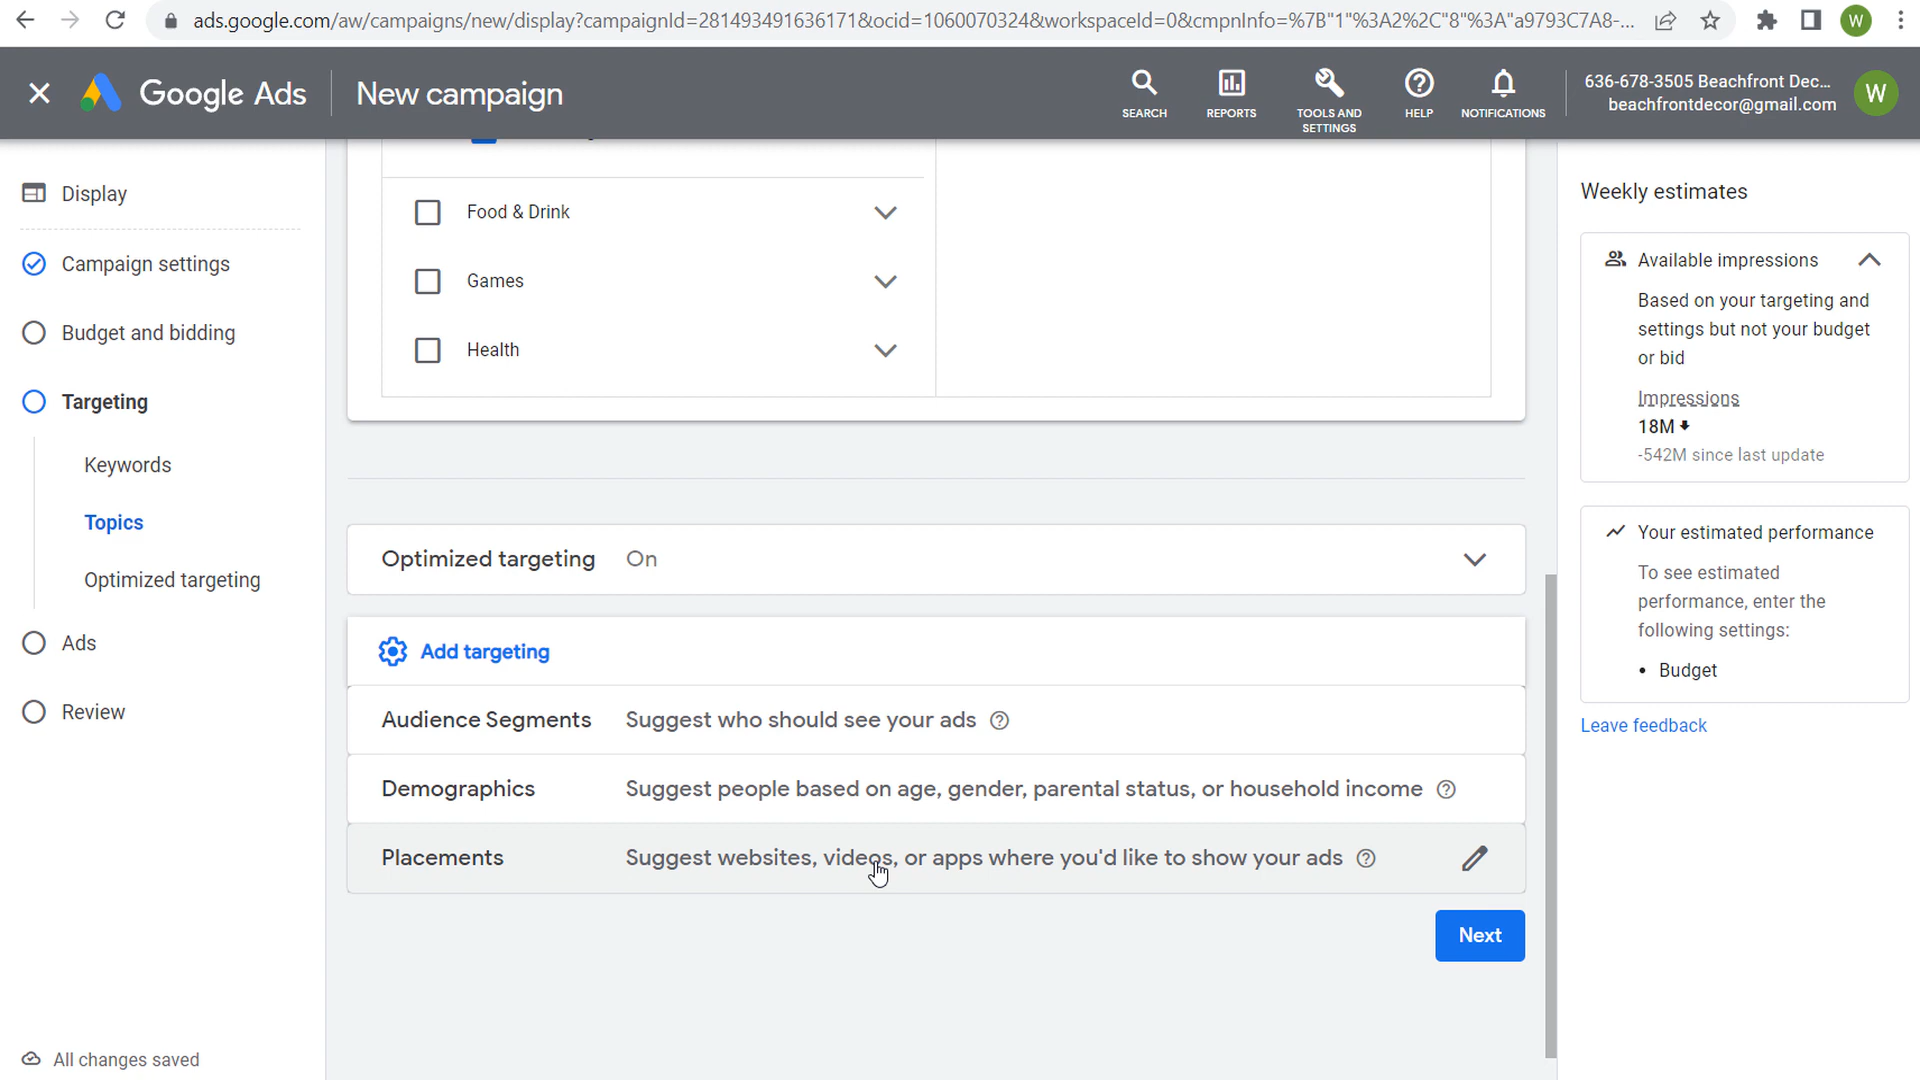 ads.google.com/aw/campaigns/new/display?campaignId=281493491636171&ocid=1060070324&workspaceId=0&cmpnInfo=%7B"1"%3A2%2C"8"%3A"a9793C7A8-...
W
Google Ads
New campaign
SEARCH
REPORTS
TOOLS AND SETTINGS
HELP
NOTIFICATIONS
636-678-3505 Beachfront Dec...
beachfrontdecor@gmail.com
W
Display
Campaign settings
Budget and bidding
Targeting
Keywords
Topics
Optimized targeting
Ads
Review
All changes saved
Food & Drink
Games
Health
Optimized targeting On
Add targeting
Audience Segments Suggest who should see your ads
Demographics Suggest people based on age, gender, parental status, or household income
Placements Suggest websites, videos, or apps where you'd like to show your ads
Next
Weekly estimates
Available impressions
Based on your targeting and
settings but not your budget
or bid
Impressions
18M
-542M since last update
Your estimated performance
To see estimated
performance, enter the
following settings:
• Budget
Leave feedback